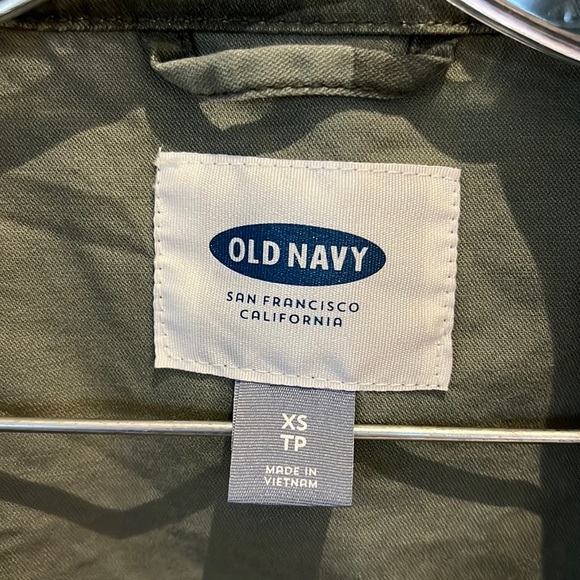 OLD NAVY
SAN FRANCISCO
CALIFORNIA
XS
TP
MADE IN
VIETNAM